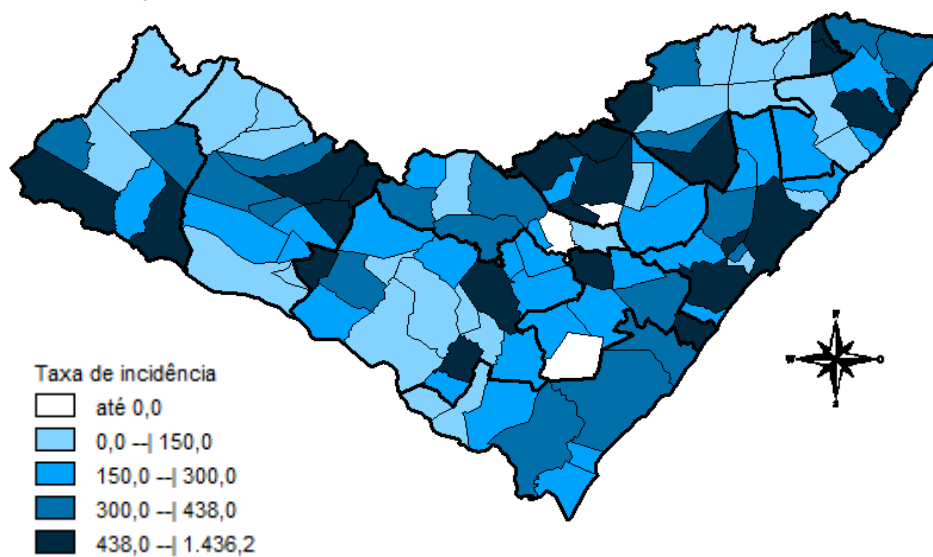 Taxa de incidência
até 0,0
0,0 --| 150,0
150,0 --| 300,0
300,0 --| 438,0
438,0 --| 1.436,2
W
O